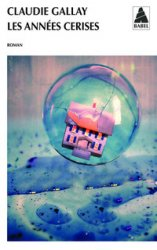 CLAUDIE GALLAY
LES ANNÉES CERISES
ROMAN
BABEL